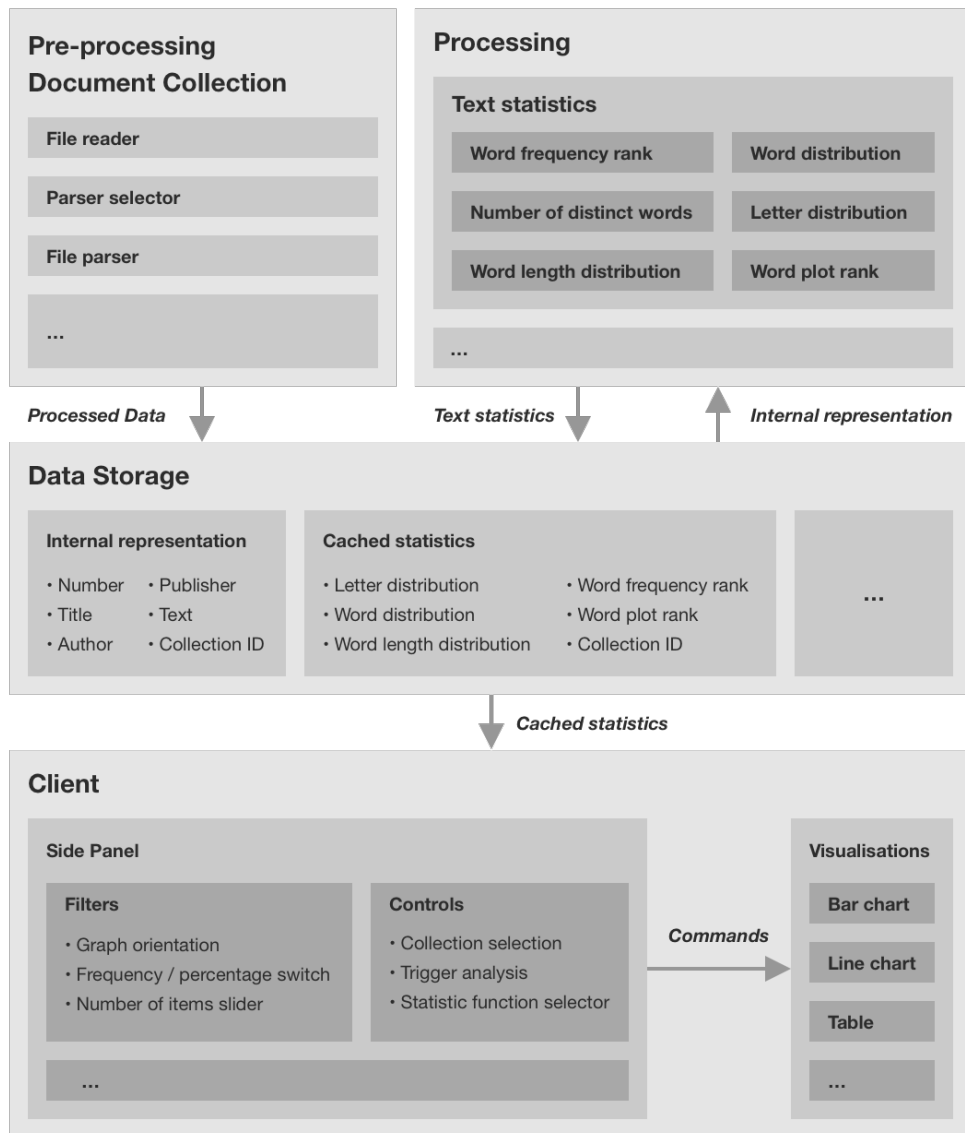 Pre-processing
Document Collection
File reader
Parser selector
File parser
...
Processing
Text statistics
Word frequency rank
Word distribution
Number of distinct words
Letter distribution
Word length distribution
Word plot rank
...
Processed Data
Text statistics
Internal representation
Data Storage
Internal representation
• Number
• Title
• Author
• Publisher
• Text
• Collection ID
Cached statistics
• Letter distribution
• Word distribution
• Word length distribution
• Word frequency rank
• Word plot rank
• Collection ID
...
Cached statistics
Client
Side Panel
Filters
• Graph orientation
• Frequency / percentage switch
• Number of items slider
Controls
• Collection selection
• Trigger analysis
• Statistic function selector
...
Commands
Visualisations
Bar chart
Line chart
Table
...